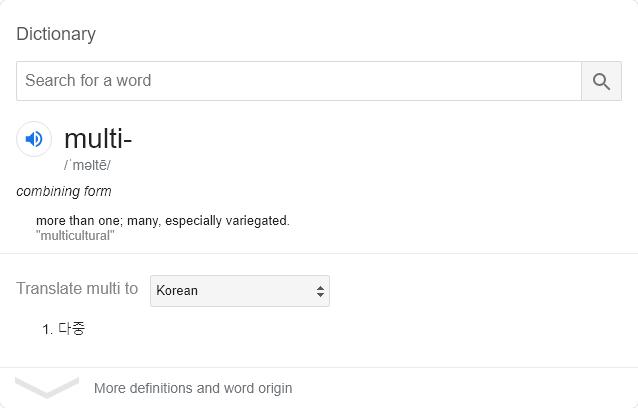 Dictionary
Search for a word
multi-
/ˈməltē/
combining form
more than one; many, especially variegated.
"multicultural"
Translate multi to Korean
1. 다중
More definitions and word origin